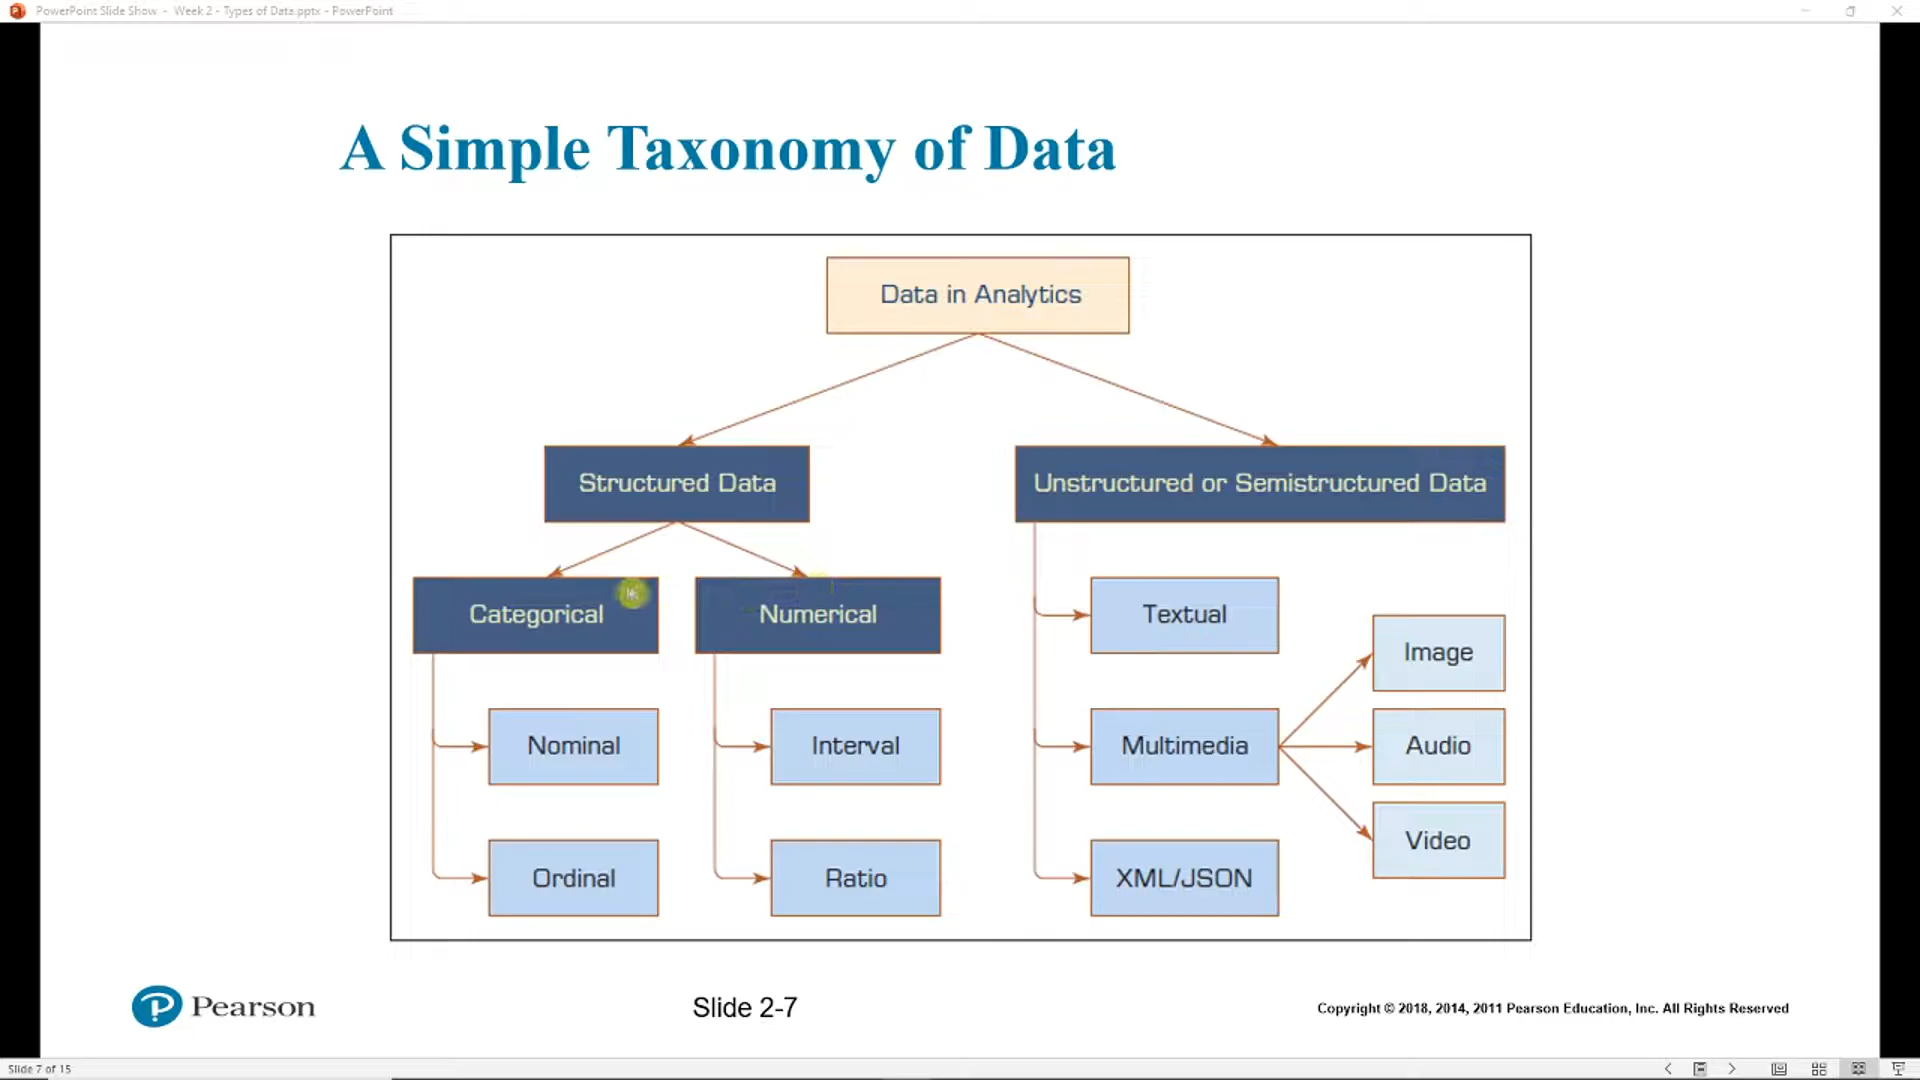 PowerPoint Slide Show - Week 2 - Types of Data.pptx - PowerPoint
A Simple Taxonomy of Data
Data in Analytics
Structured Data
Unstructured or Semistructured Data
Categorical
Numerical
Textual
Image
Nominal
Interval
Multimedia
Audio
Video
Ordinal
Ratio
XML/JSON
Pearson
Slide 2-7
Copyright © 2018, 2014, 2011 Pearson Education, Inc. All Rights Reserved
Slide 7 of 15